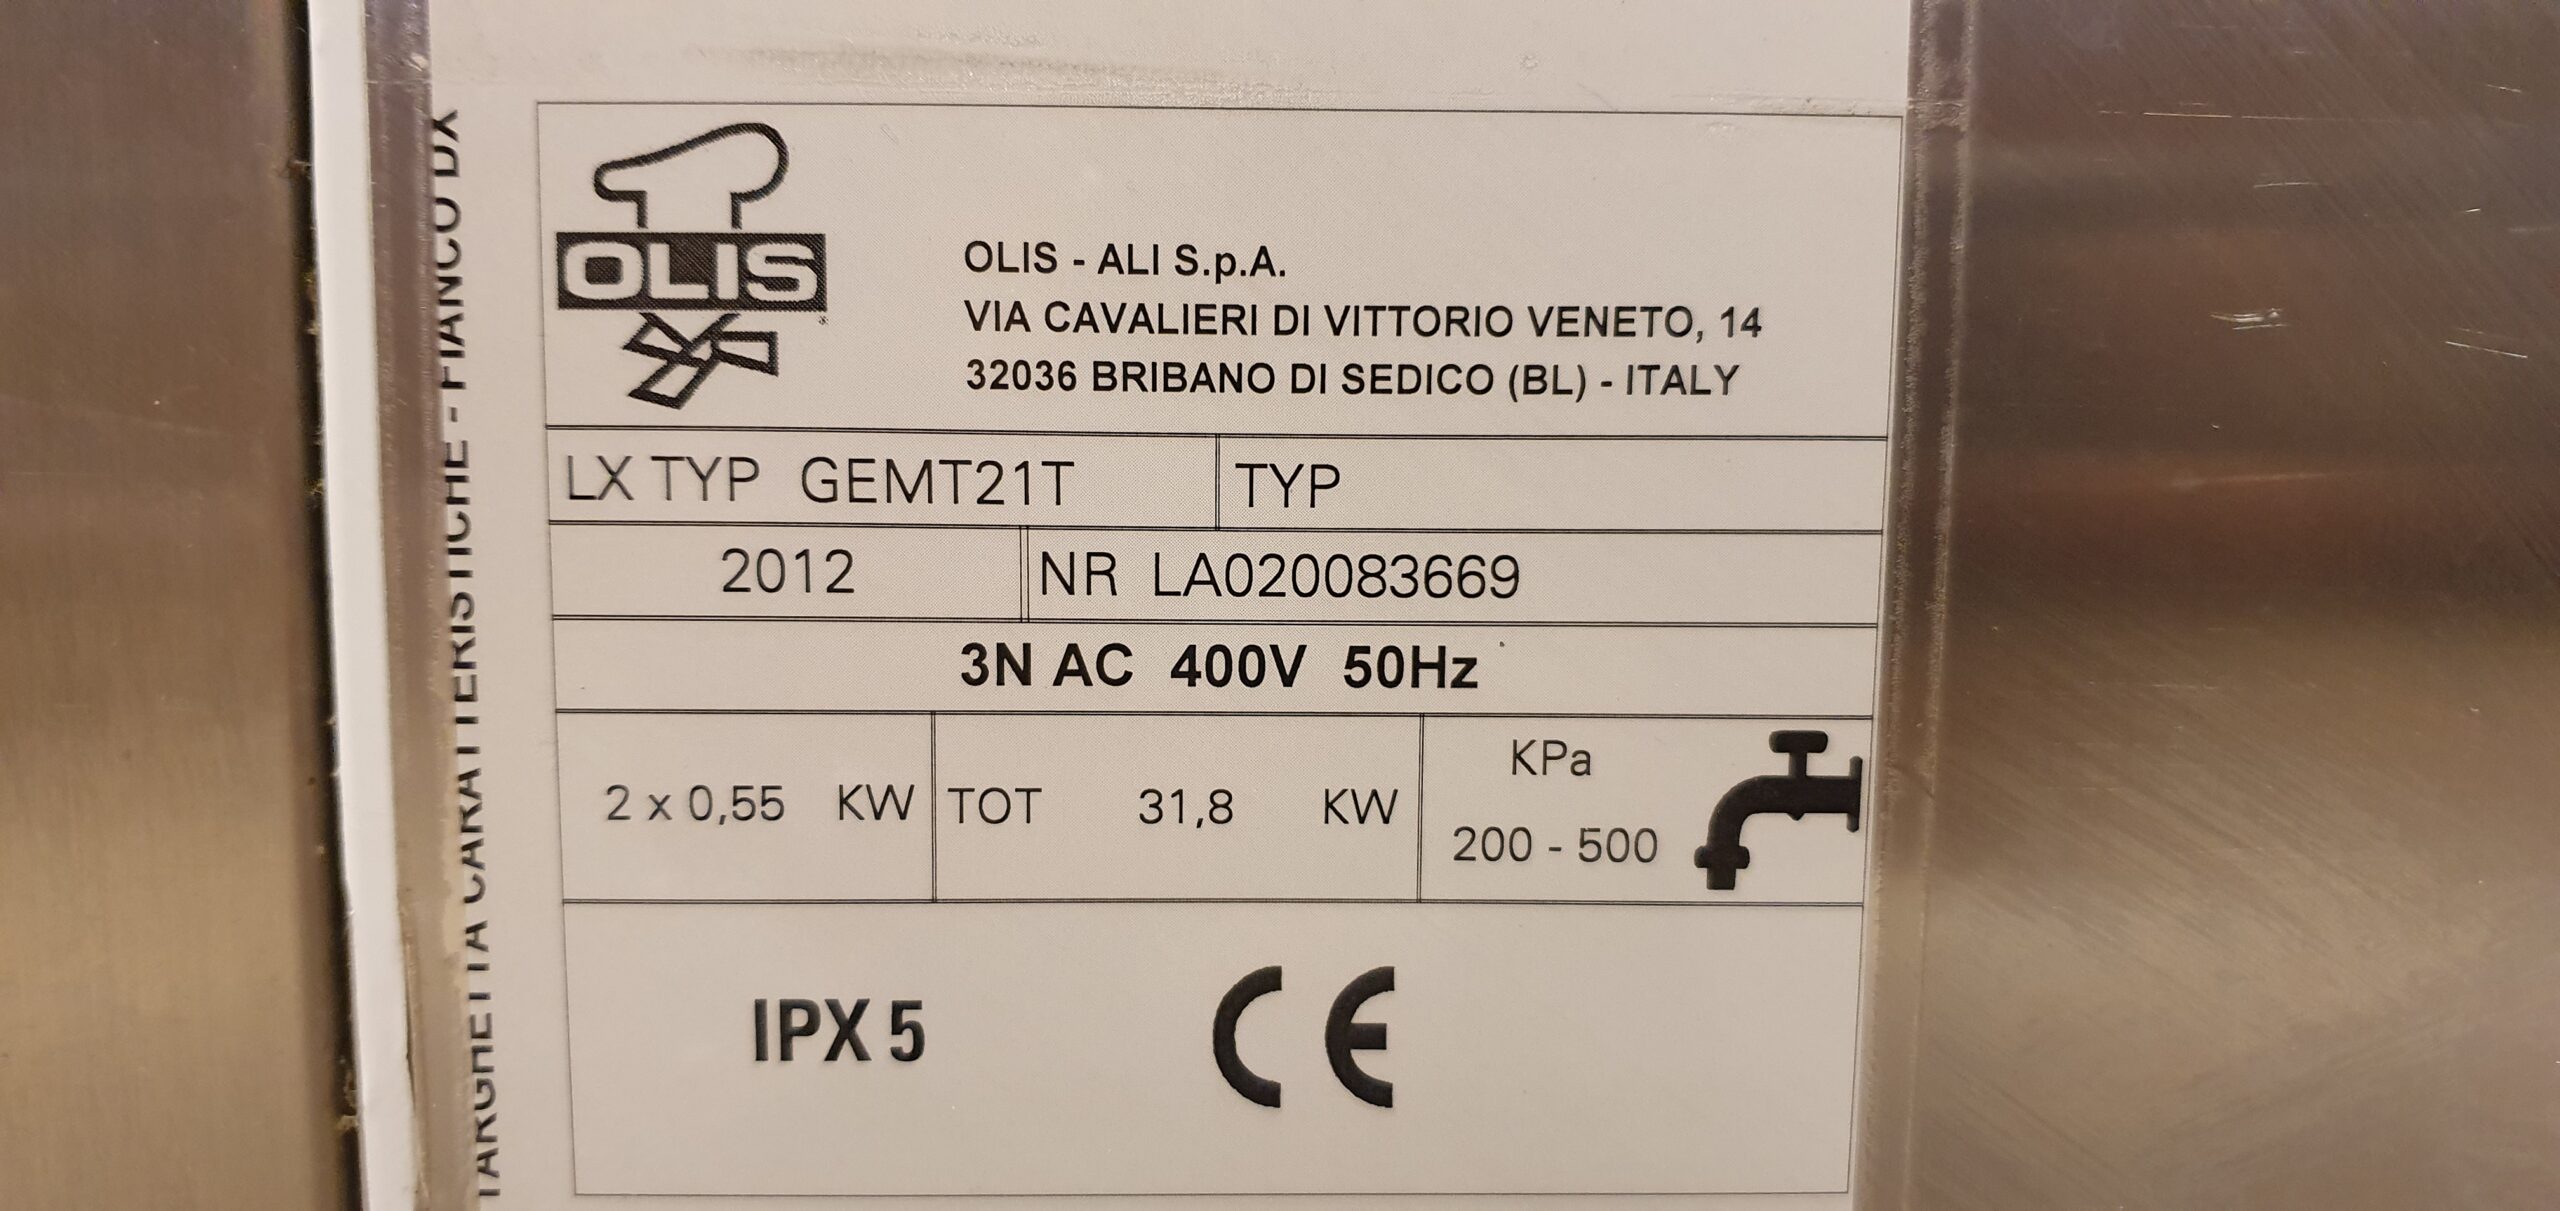 OLIS
OLIS - ALI S.p.A.
VIA CAVALIERI DI VITTORIO VENETO, 14
32036 BRIBANO DI SEDICO (BL) - ITALY
LX TYP GEMT21T TYP
2012 NR LA020083669
3N AC 400V 50Hz
2 x 0,55 KW TOT 31,8 KW KPa
200 - 500
IPX 5 CE
TARGHETTA CARATTERISTICHE - FIANCO DX